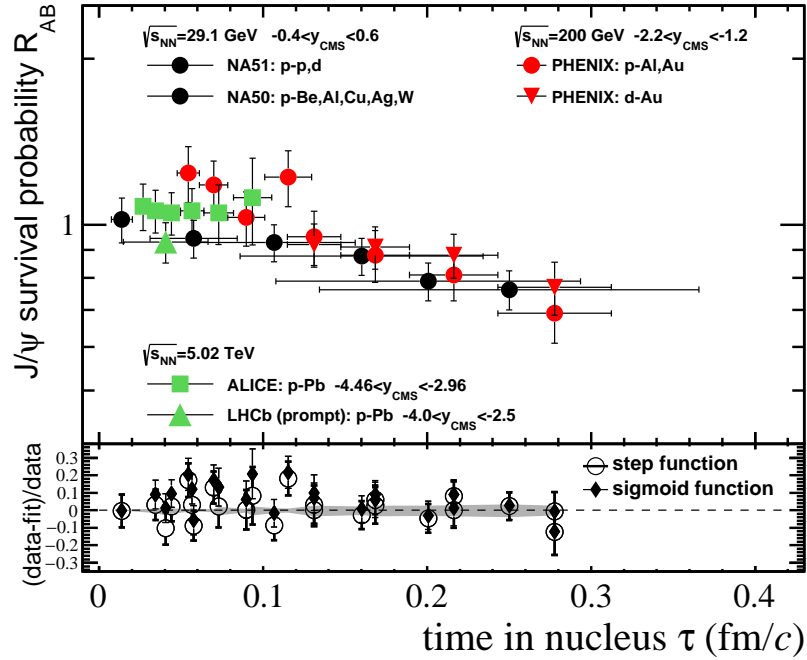 J/ψ survival probability R_AB
√s_NN=29.1 GeV -0.4<y_CMS<0.6
NA51: p-p,d
NA50: p-Be,Al,Cu,Ag,W
√s_NN=200 GeV -2.2<y_CMS<-1.2
PHENIX: p-Al,Au
PHENIX: d-Au
1
√s_NN=5.02 TeV
ALICE: p-Pb -4.46<y_CMS<-2.96
LHCb (prompt): p-Pb -4.0<y_CMS<-2.5
(data-fit)/data
0.3
0.2
0.1
0
-0.1
-0.2
-0.3
step function
sigmoid function
0 0.1 0.2 0.3 0.4
time in nucleus τ (fm/c)